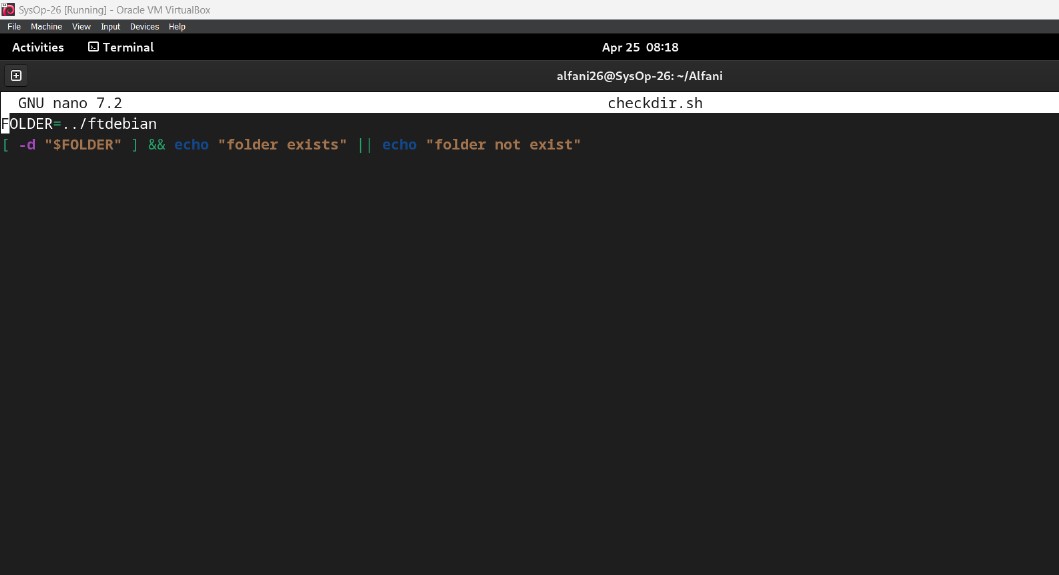 SysOp-26 [Running] - Oracle VM VirtualBox
File Machine View Input Devices Help
Activities Terminal Apr 25 08:18
alfani26@SysOp-26: ~/Alfani
GNU nano 7.2 checkdir.sh
FOLDER=../ftdebian
[ -d "$FOLDER" ] && echo "folder exists" || echo "folder not exist"